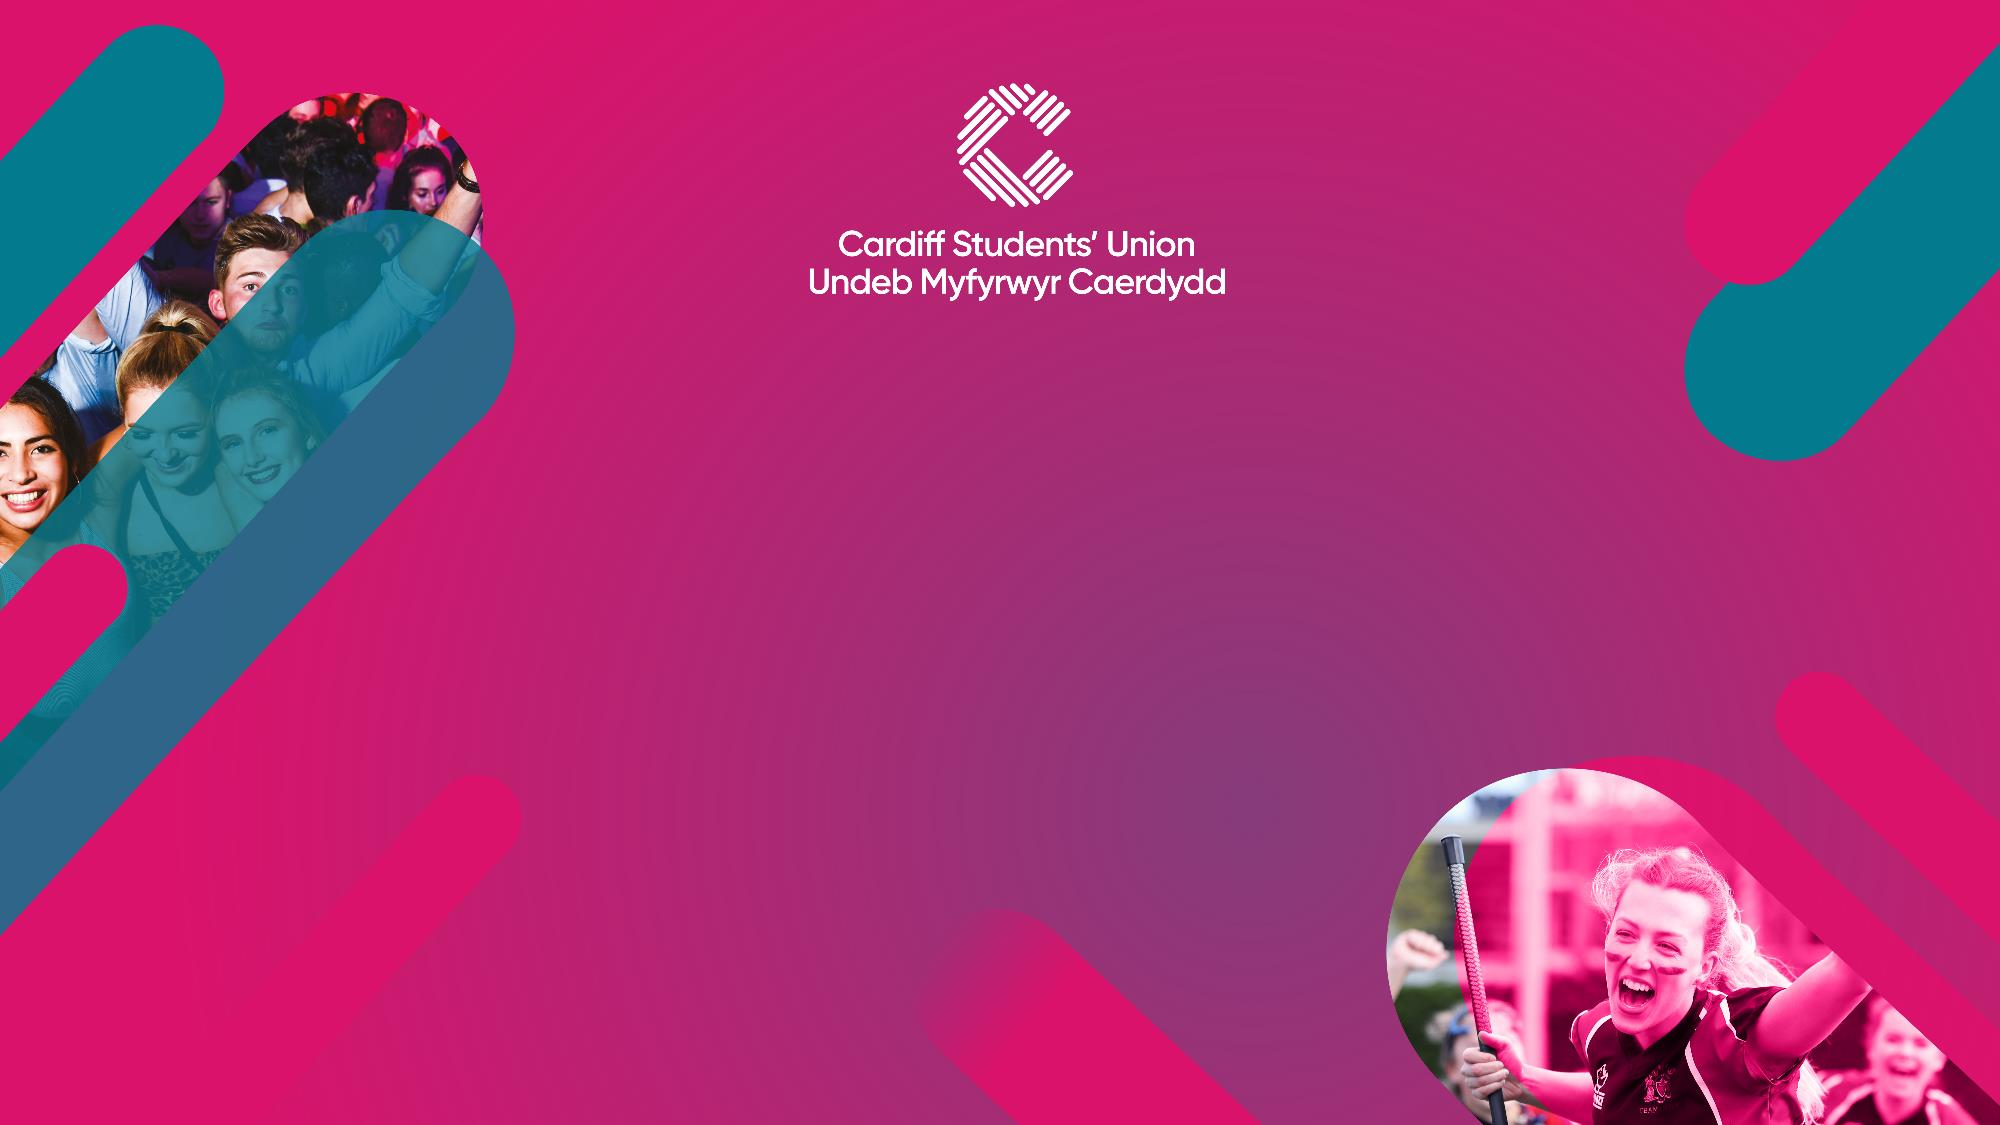 Cardiff Students’ Union
Undeb Myfyrwyr Caerdydd